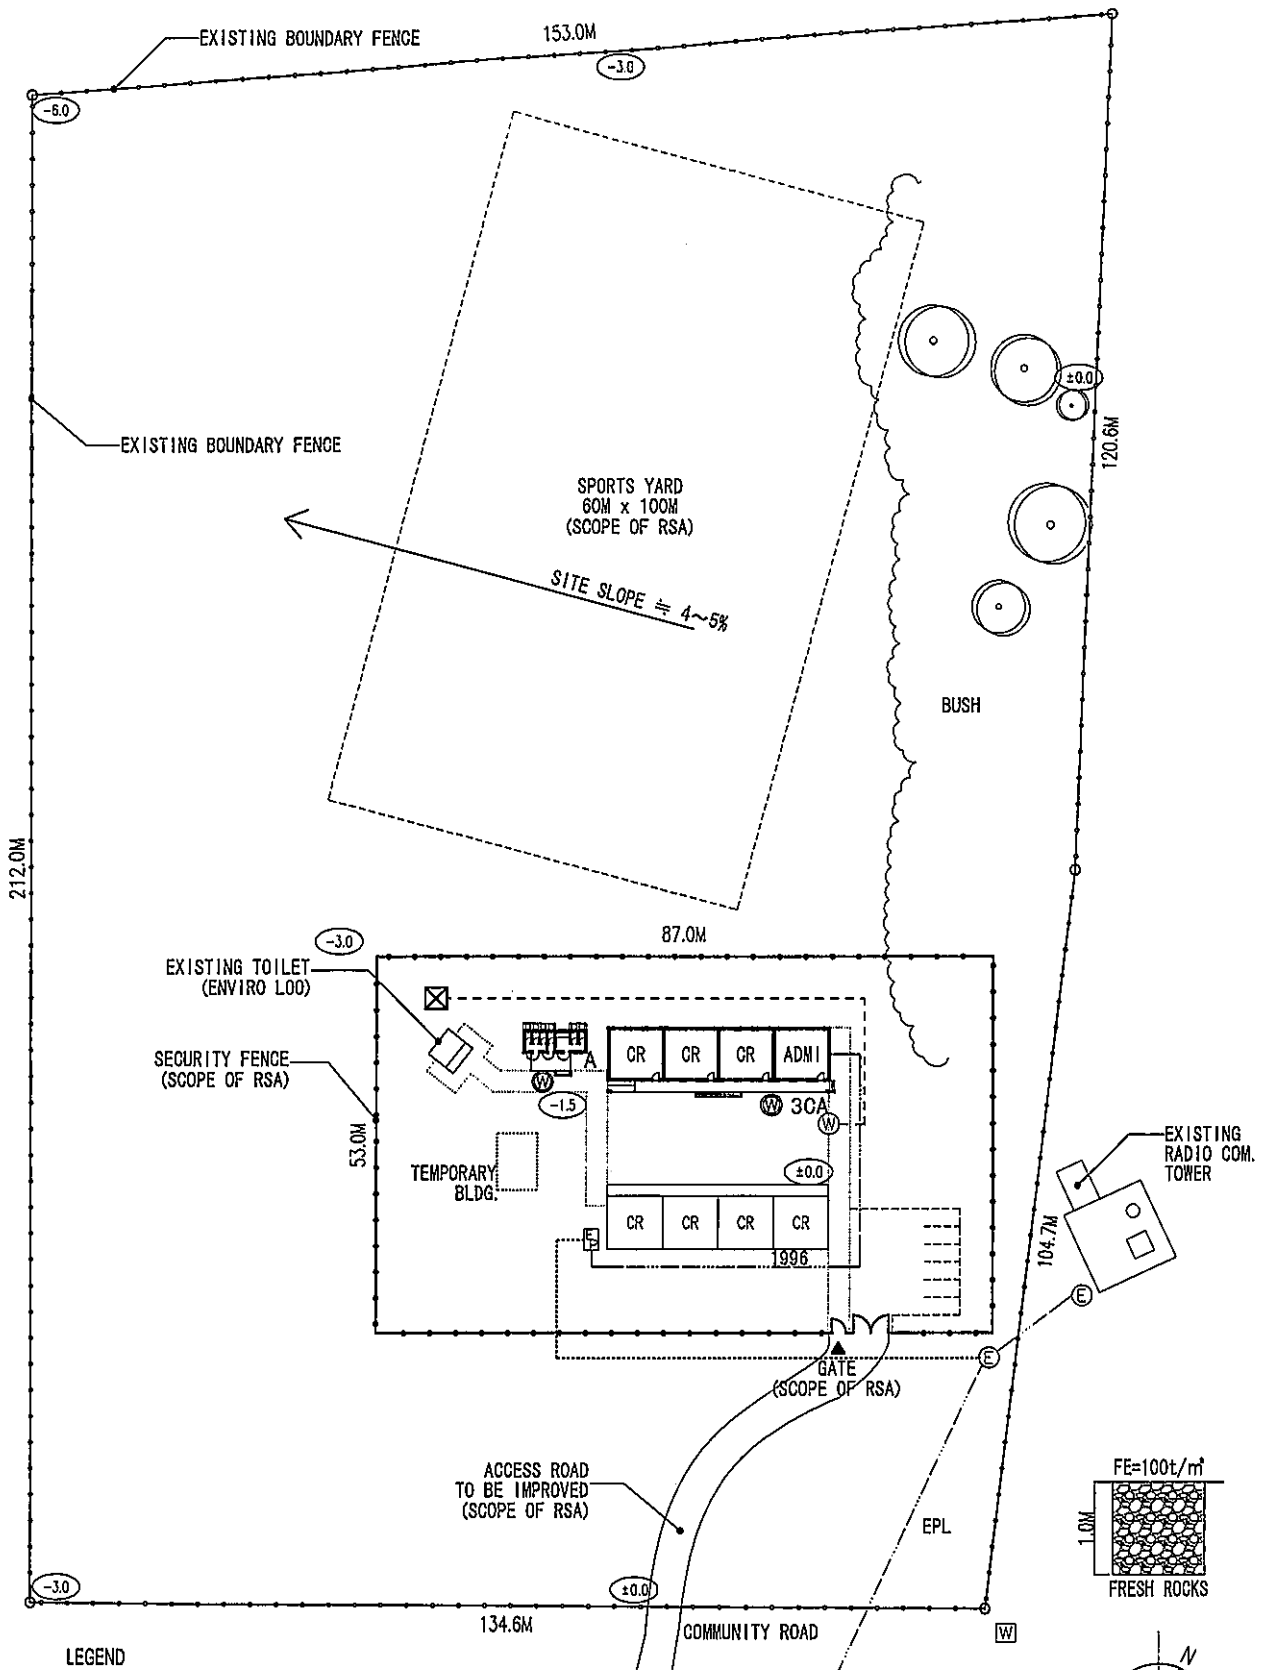 153.0M
EXISTING BOUNDARY FENCE
-3.0
-6.0
±0.0
120.6M
EXISTING BOUNDARY FENCE
SPORTS YARD
60M x 100M
(SCOPE OF RSA)
SITE SLOPE ≒ 4~5%
BUSH
212.0M
87.0M
-3.0
EXISTING TOILET
(ENVIRO LOO)
SECURITY FENCE
(SCOPE OF RSA)
CR CR CR ADMI
A
W
-1.5
W 3CA
W
53.0M
EXISTING
RADIO COM.
TOWER
TEMPORARY
BLDG.
±0.0
CR CR CR CR
1996
EP
104.7M
E
E
GATE
(SCOPE OF RSA)
ACCESS ROAD
TO BE IMPROVED
(SCOPE OF RSA)
FE=100t/m²
1.0M
FRESH ROCKS
EPL
-3.0
±0.0
134.6M
COMMUNITY ROAD
W
LEGEND
N